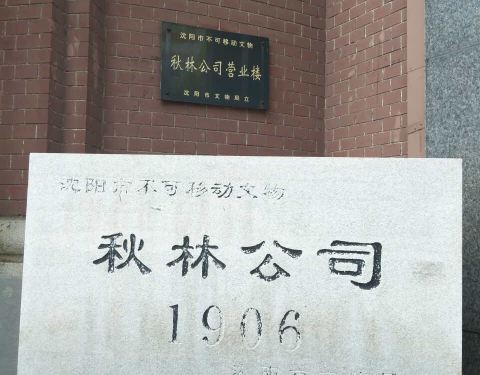 沈阳市不可移动文物
秋林公司营业楼
沈阳市文物局立
沈阳市不可移动文物
秋林公司
1906